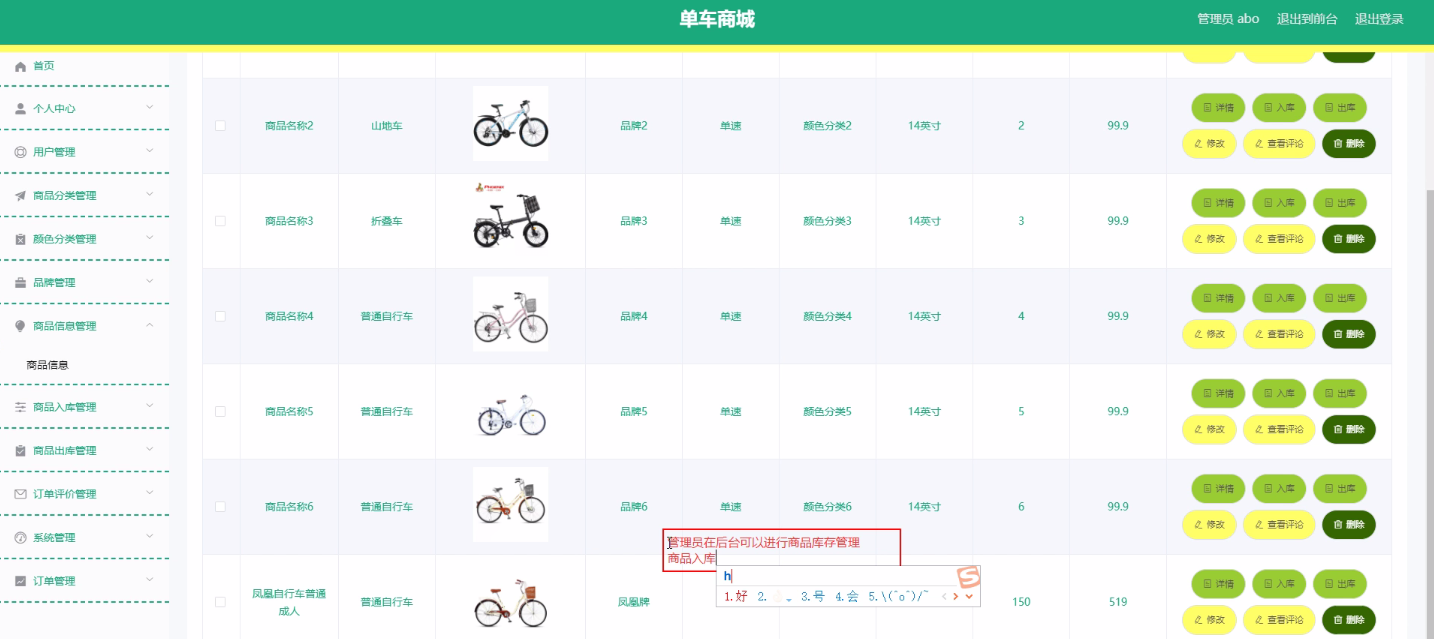 单车商城
管理员 abo 退出到前台 退出登录
首页
个人中心
用户管理
商品分类管理
颜色分类管理
品牌管理
商品信息管理
商品信息
商品入库管理
商品出库管理
订单评价管理
系统管理
订单管理
商品名称2 山地车 品牌2 单速 颜色分类2 14英寸 2 99.9
详情 入库 出库
修改 查看评论 删除
商品名称3 折叠车 品牌3 单速 颜色分类3 14英寸 3 99.9
详情 入库 出库
修改 查看评论 删除
商品名称4 普通自行车 品牌4 单速 颜色分类4 14英寸 4 99.9
详情 入库 出库
修改 查看评论 删除
商品名称5 普通自行车 品牌5 单速 颜色分类5 14英寸 5 99.9
详情 入库 出库
修改 查看评论 删除
商品名称6 普通自行车 品牌6 单速 颜色分类6 14英寸 6 99.9
详情 入库 出库
修改 查看评论 删除
管理员在后台可以进行商品库存管理
商品入库
h
1.好 2. 3.号 4.会 5.\(^o^)/~
凤凰自行车普通
成人
普通自行车 凤凰牌 150 519
详情 入库 出库
修改 查看评论 删除